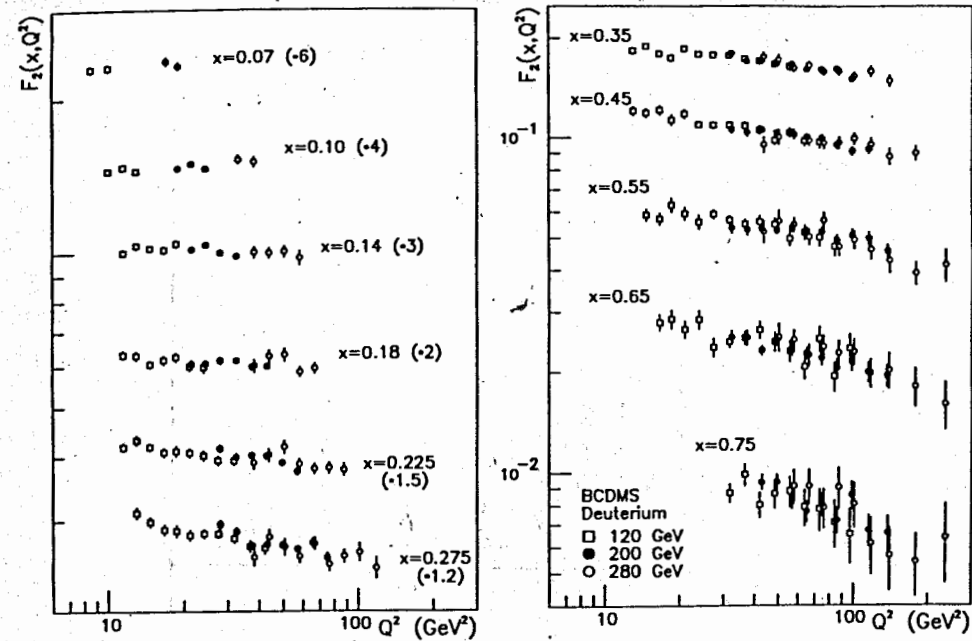 F₂(x,Q²)
x=0.07 (•6)
x=0.10 (•4)
x=0.14 (•3)
x=0.18 (•2)
x=0.225
(•1.5)
x=0.275
(•1.2)
10
100
Q² (GeV²)
F₂(x,Q²)
x=0.35
x=0.45
10⁻¹
x=0.55
x=0.65
x=0.75
10⁻²
BCDMS
Deuterium
□ 120 GeV
● 200 GeV
○ 280 GeV
10
100
Q² (GeV²)